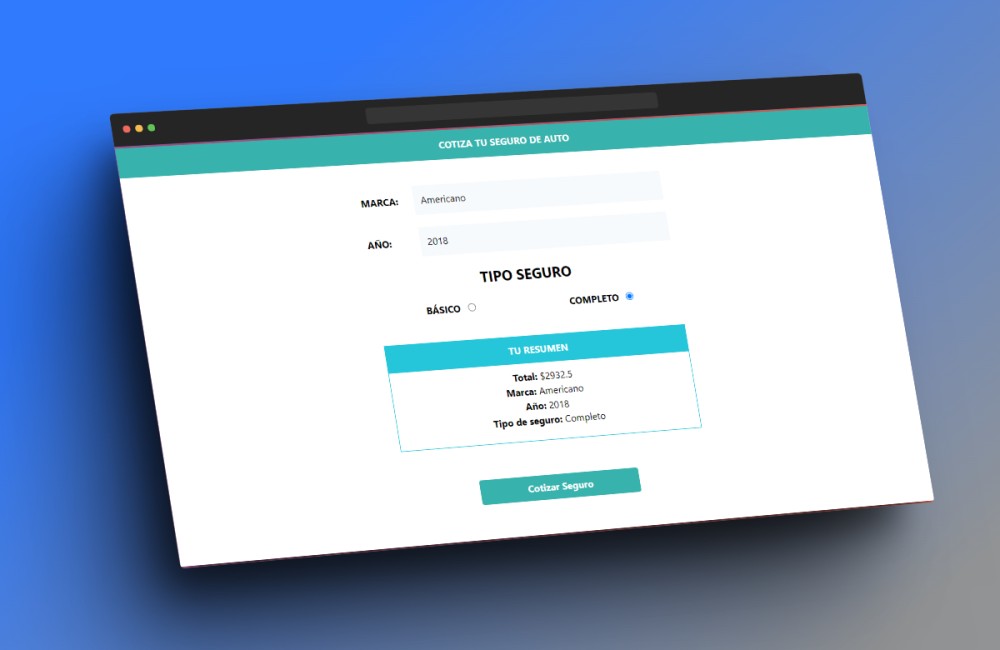 COTIZA TU SEGURO DE AUTO
MARCA: Americano
AÑO: 2018
TIPO SEGURO
BÁSICO COMPLETO
TU RESUMEN
Total: $2932.5
Marca: Americano
Año: 2018
Tipo de seguro: Completo
Cotizar Seguro